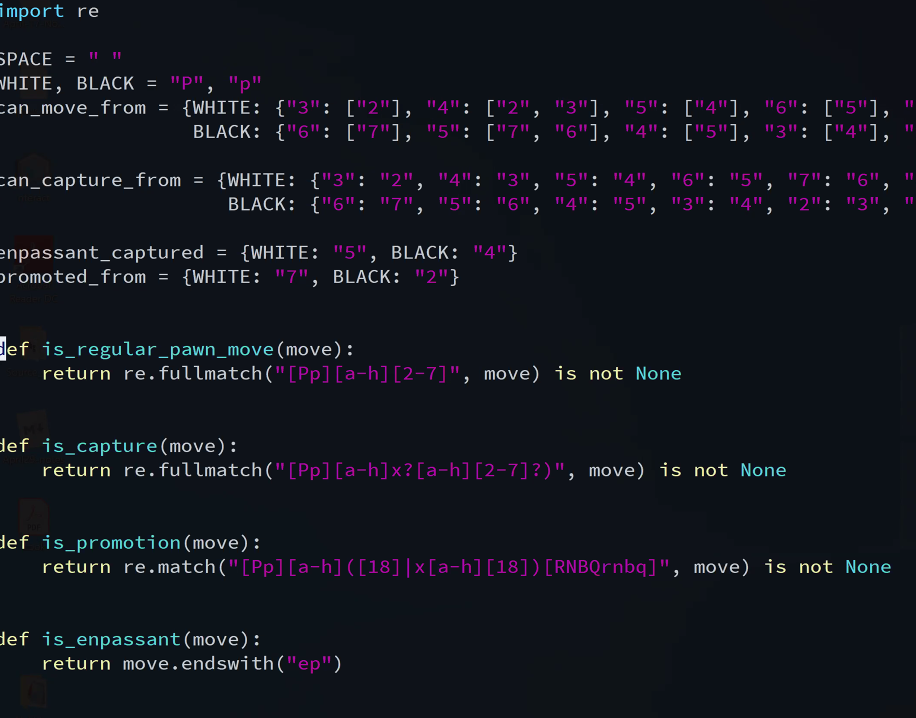 import re
SPACE = " "
WHITE, BLACK = "P", "p"
can_move_from = {WHITE: {"3": ["2"], "4": ["2", "3"], "5": ["4"], "6": ["5"], "
BLACK: {"6": ["7"], "5": ["7", "6"], "4": ["5"], "3": ["4"], "
can_capture_from = {WHITE: {"3": "2", "4": "3", "5": "4", "6": "5", "7": "6", "
BLACK: {"6": "7", "5": "6", "4": "5", "3": "4", "2": "3", "
enpassant_captured = {WHITE: "5", BLACK: "4"}
promoted_from = {WHITE: "7", BLACK: "2"}
def is_regular_pawn_move(move):
return re.fullmatch("[Pp][a-h][2-7]", move) is not None
def is_capture(move):
return re.fullmatch("[Pp][a-h]x?[a-h][2-7]?)", move) is not None
def is_promotion(move):
return re.match("[Pp][a-h]([18]|x[a-h][18])[RNBQrnbq]", move) is not None
def is_enpassant(move):
return move.endswith("ep")